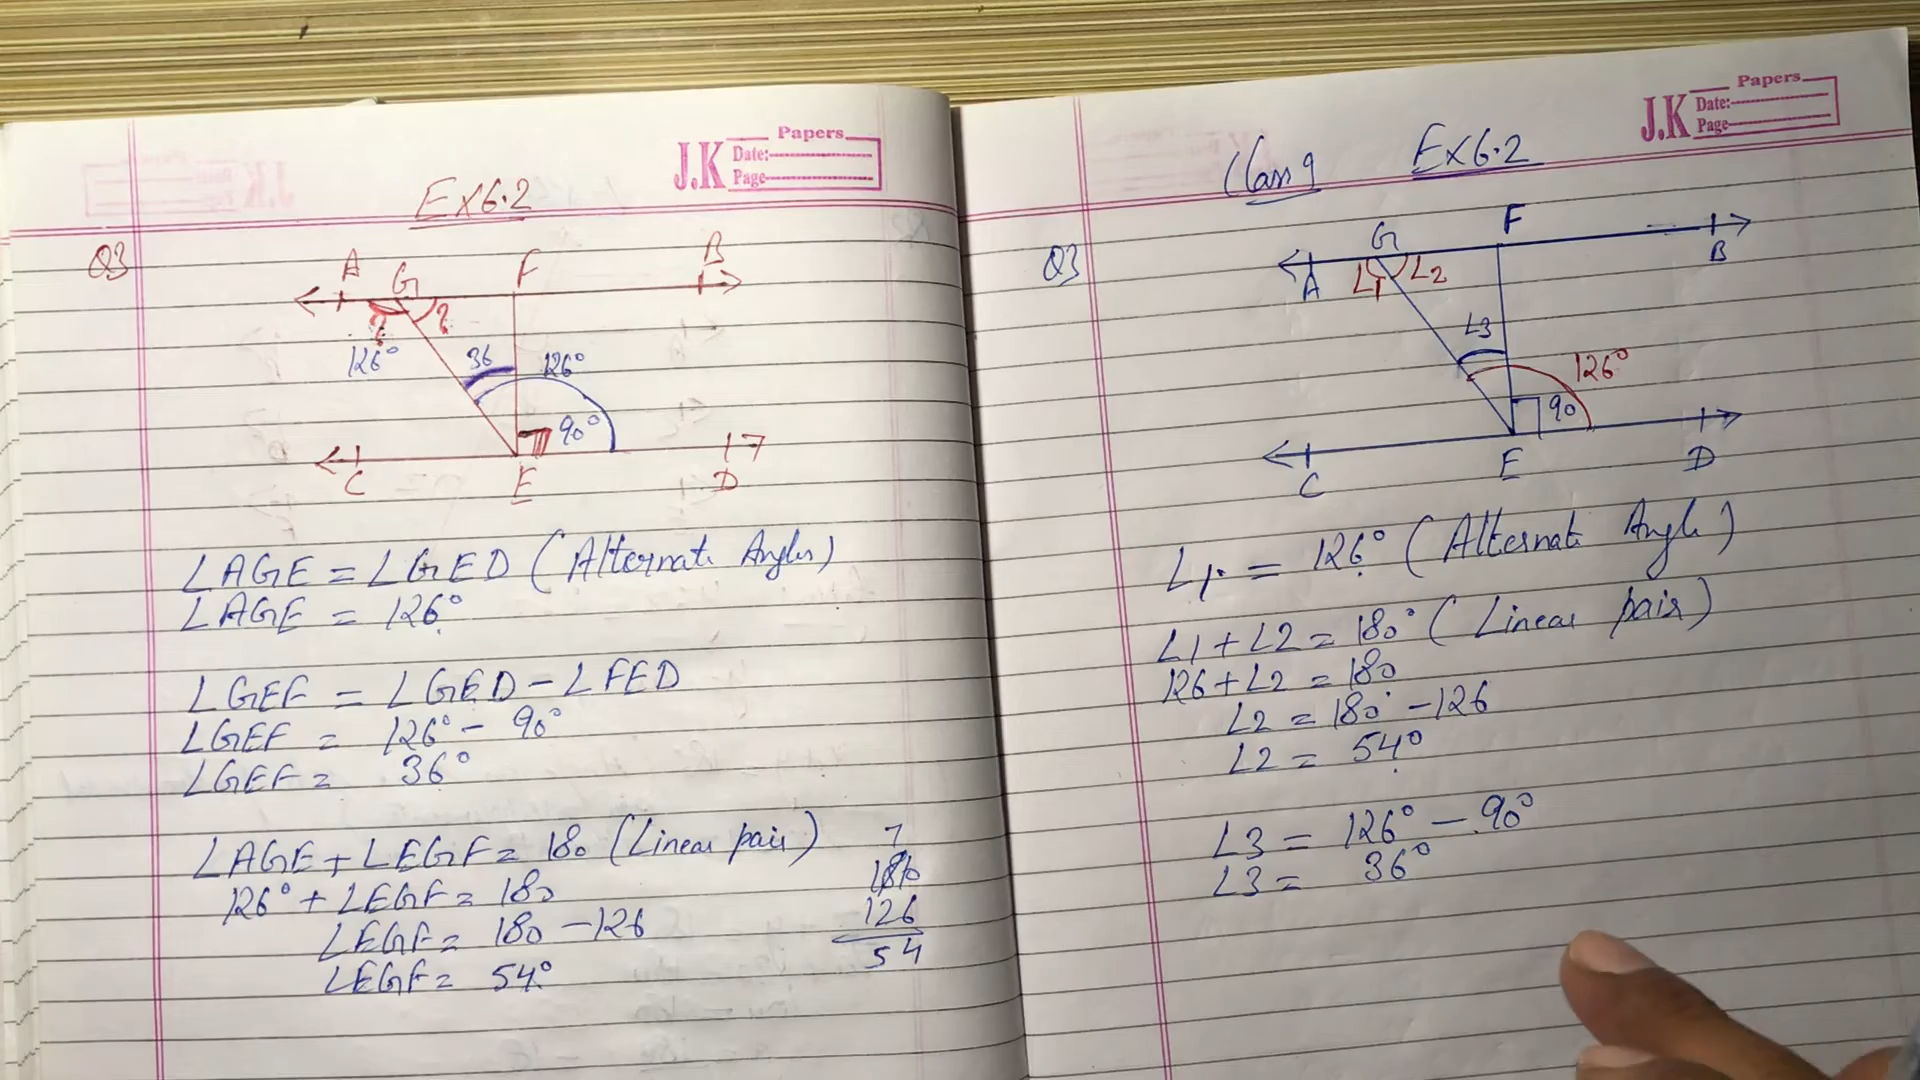 Papers
J.K
Date:
Page
Ex 6.2
Q3
A G F B
? ?
126° 36 126°
90°
C E D
∠AGE = ∠GED (Alternate Angles)
∠AGE = 126°
∠GEF = ∠GED - ∠FED
∠GEF = 126° - 90°
∠GEF = 36°
∠AGE + ∠EGF = 180 (Linear pair)
126° + ∠EGF = 180
∠EGF = 180 - 126
∠EGF = 54°
7
180
126
54
Papers
J.K
Date:
Page
Class 9 Ex 6.2
Q3
G F
A B
∠1 ∠2
∠3
126°
90
C E D
∠1 = 126° (Alternate Angle)
∠1 + ∠2 = 180° (Linear pair)
126 + ∠2 = 180
∠2 = 180 - 126
∠2 = 54°
∠3 = 126° - 90°
∠3 = 36°